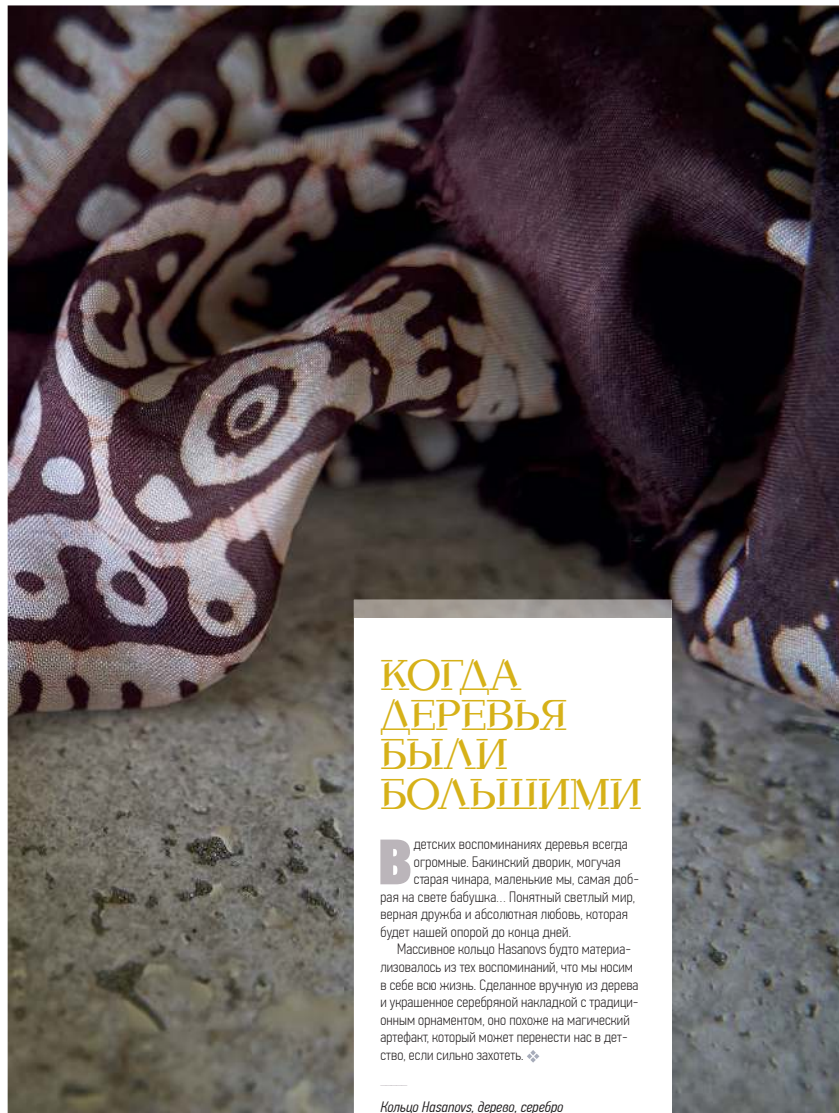 КОГДА
ДЕРЕВЬЯ
БЫЛИ
БОЛЬШИМИ
В детских воспоминаниях деревья всегда
огромные. Бакинский дворик, могучая
старая чинара, маленькие мы, самая доб-
рая на свете бабушка... Понятный светлый мир,
верная дружба и абсолютная любовь, которая
будет нашей опорой до конца дней.
Массивное кольцо Hasanovs будто материа-
лизовалось из тех воспоминаний, что мы носим
в себе всю жизнь. Сделанное вручную из дерева
и украшенное серебряной накладкой с традици-
онным орнаментом, оно похоже на магический
артефакт, который может перенести нас в дет-
ство, если сильно захотеть.
Кольцо Hasanovs, дерево, серебро